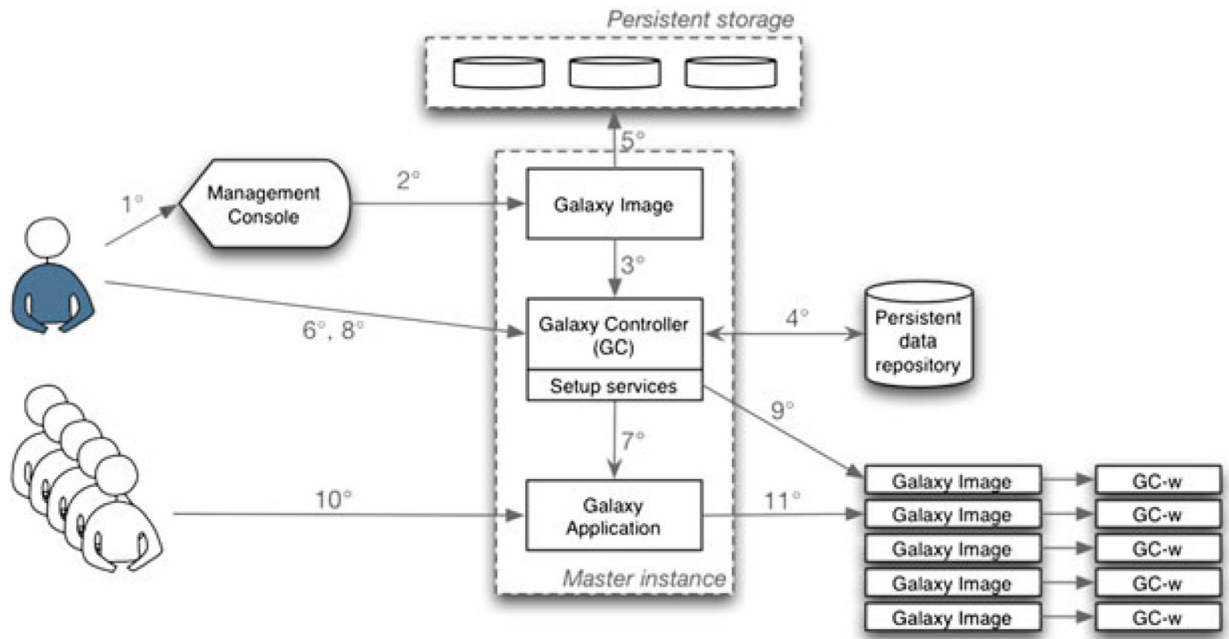 Persistent storage
5°
Management
Console
1°
2°
Galaxy Image
3°
6°, 8°
Galaxy Controller
(GC)
Setup services
4°
Persistent
data
repository
9°
7°
10°
Galaxy
Application
11°
Master instance
Galaxy Image
GC-w
Galaxy Image
GC-w
Galaxy Image
GC-w
Galaxy Image
GC-w
Galaxy Image
GC-w